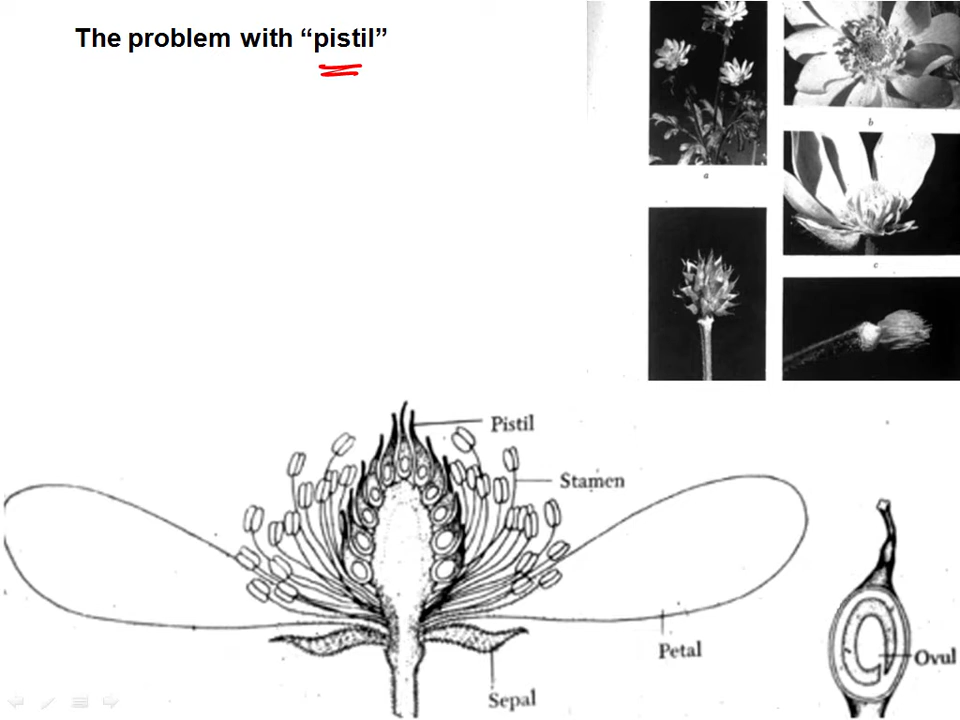 The problem with “pistil”
a
b
c
Pistil
Stamen
Petal
Ovul
Sepal